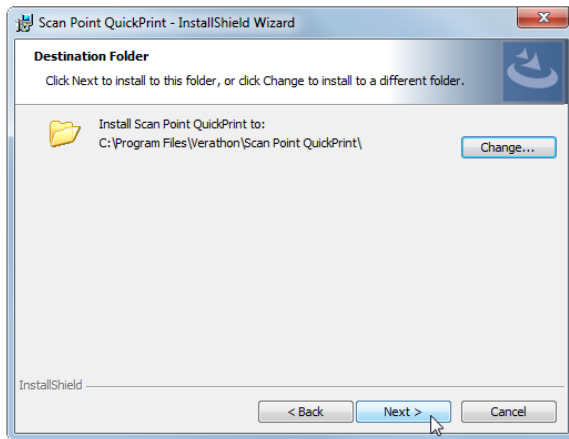 Scan Point QuickPrint - InstallShield Wizard
Destination Folder
Click Next to install to this folder, or click Change to install to a different folder.
Install Scan Point QuickPrint to:
C:\Program Files\Verathon\Scan Point QuickPrint\
Change...
InstallShield
< Back Next > Cancel